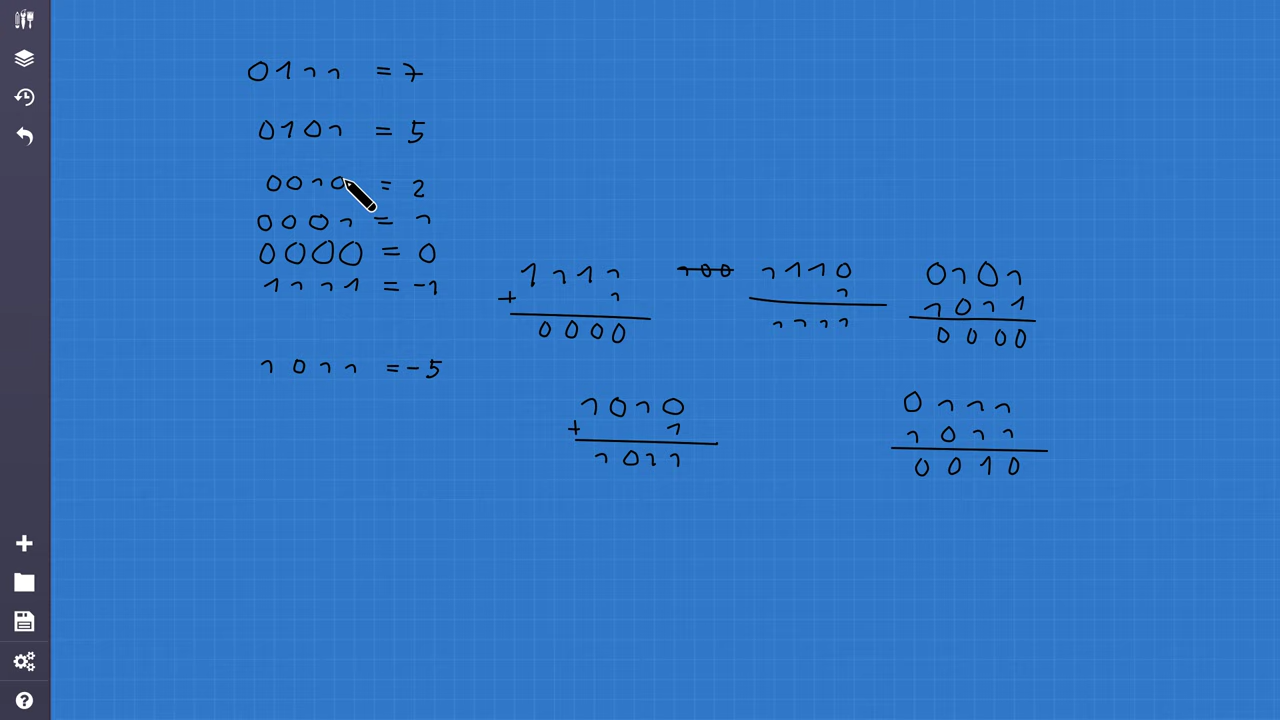 0111 = 7
0101 = 5
0010 = 2
0001 = 1
0000 = 0
1111 = -1
1011 = -5
1111
+ 1
0000
100
1110
1
1111
0101
1011
0000
1010
+ 1
1011
0111
1011
0010
?